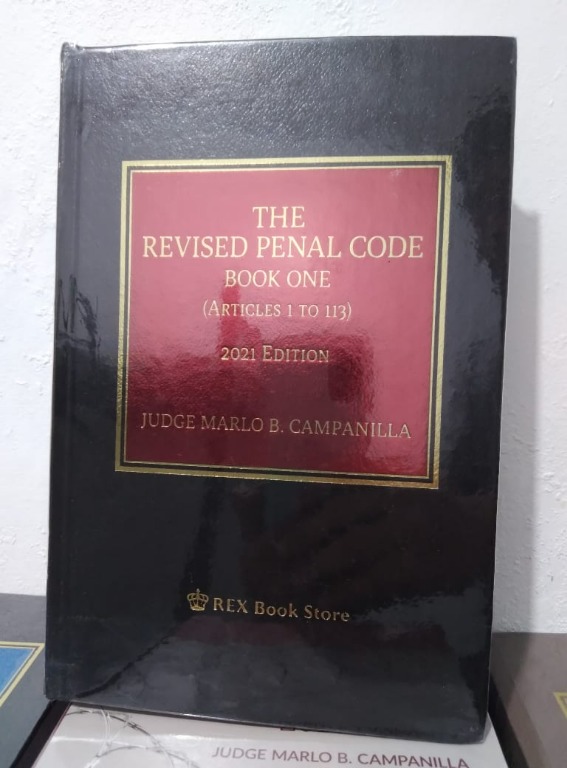 THE
REVISED PENAL CODE
BOOK ONE
(ARTICLES 1 TO 113)
2021 EDITION
JUDGE MARLO B. CAMPANILLA
REX Book Store
JUDGE MARLO B. CAMPANILLA